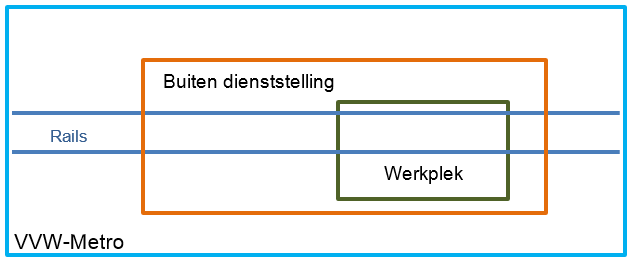 Buiten dienststelling
Rails
Werkplek
VVW-Metro